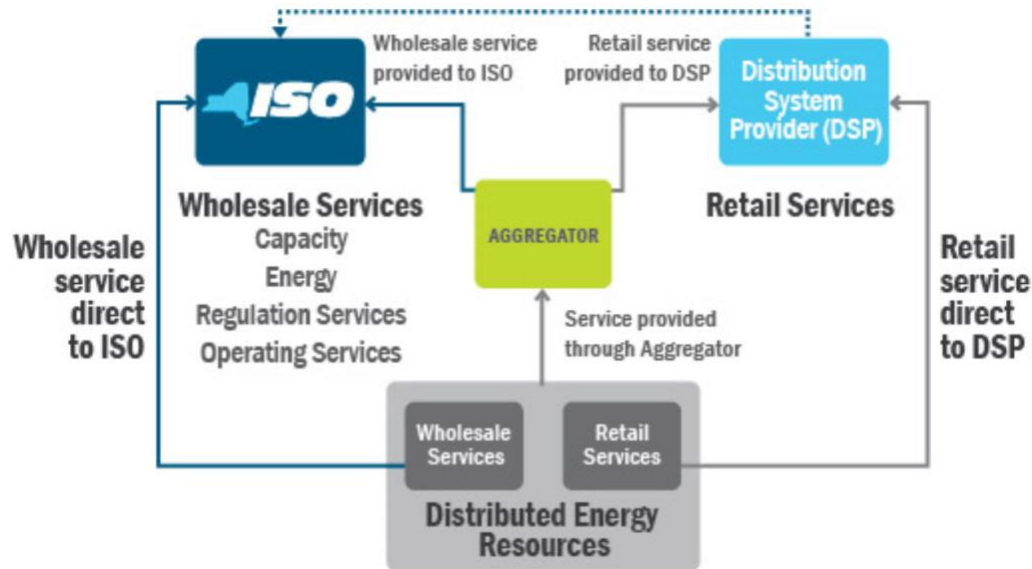 Wholesale service
provided to ISO
Retail service
provided to DSP
ISO
Distribution
System
Provider (DSP)
Wholesale Services
Capacity
Energy
Regulation Services
Operating Services
AGGREGATOR
Retail Services
Wholesale
service
direct
to ISO
Retail
service
direct
to DSP
Service provided
through Aggregator
Wholesale
Services
Retail
Services
Distributed Energy
Resources